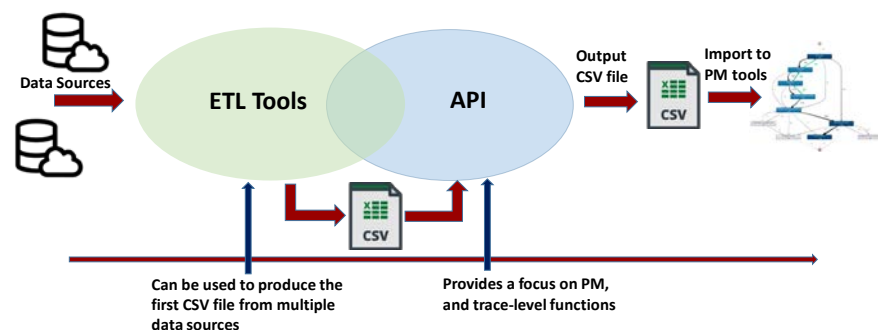 Data Sources
ETL Tools
API
Output
CSV file
CSV
Import to
PM tools
CSV
Can be used to produce the
first CSV file from multiple
data sources
Provides a focus on PM,
and trace-level functions